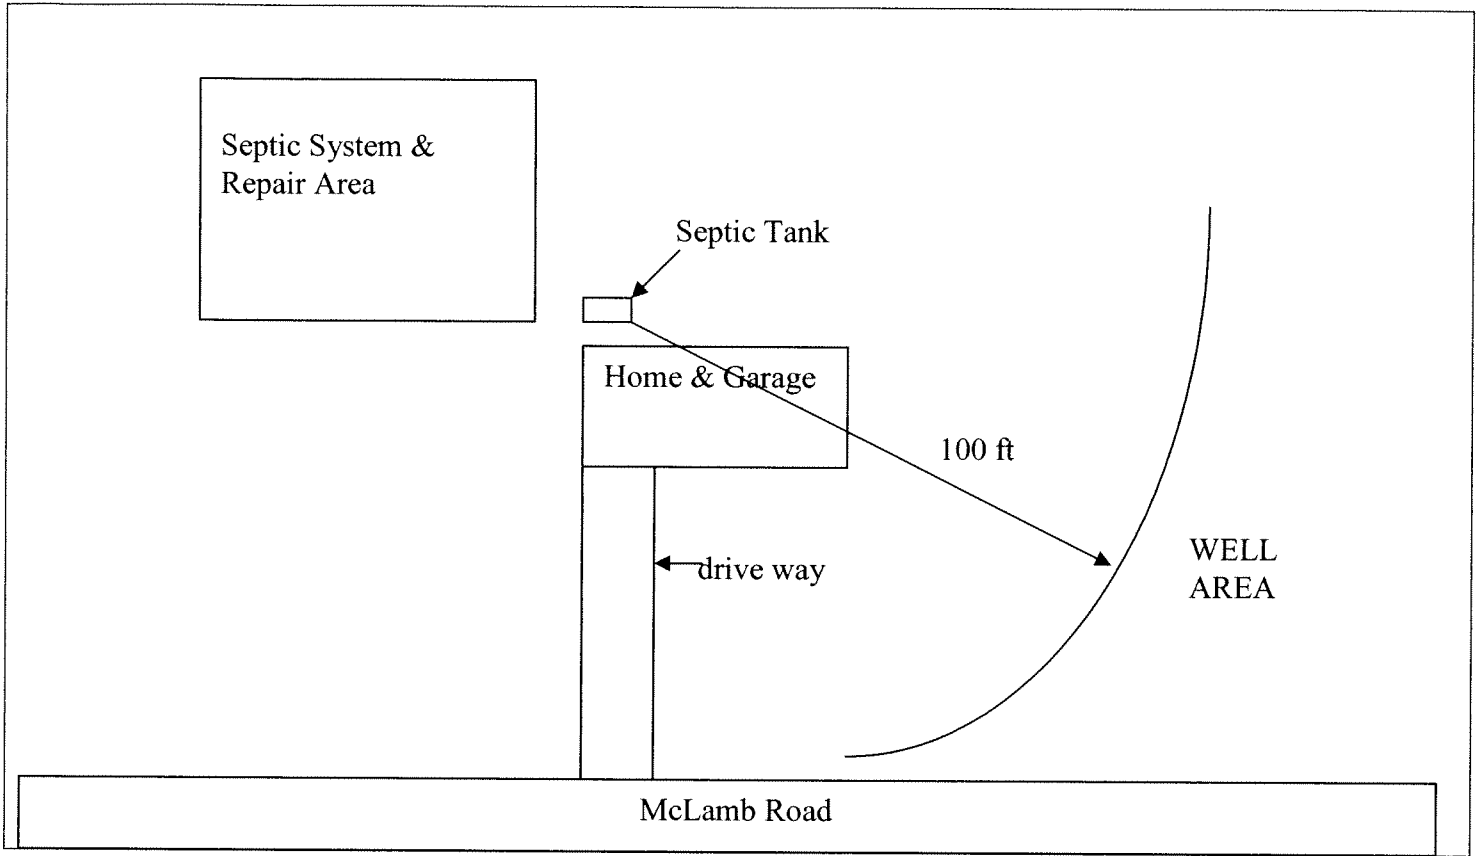 Septic System &
Repair Area
Septic Tank
Home & Garage
100 ft
WELL
AREA
drive way
McLamb Road